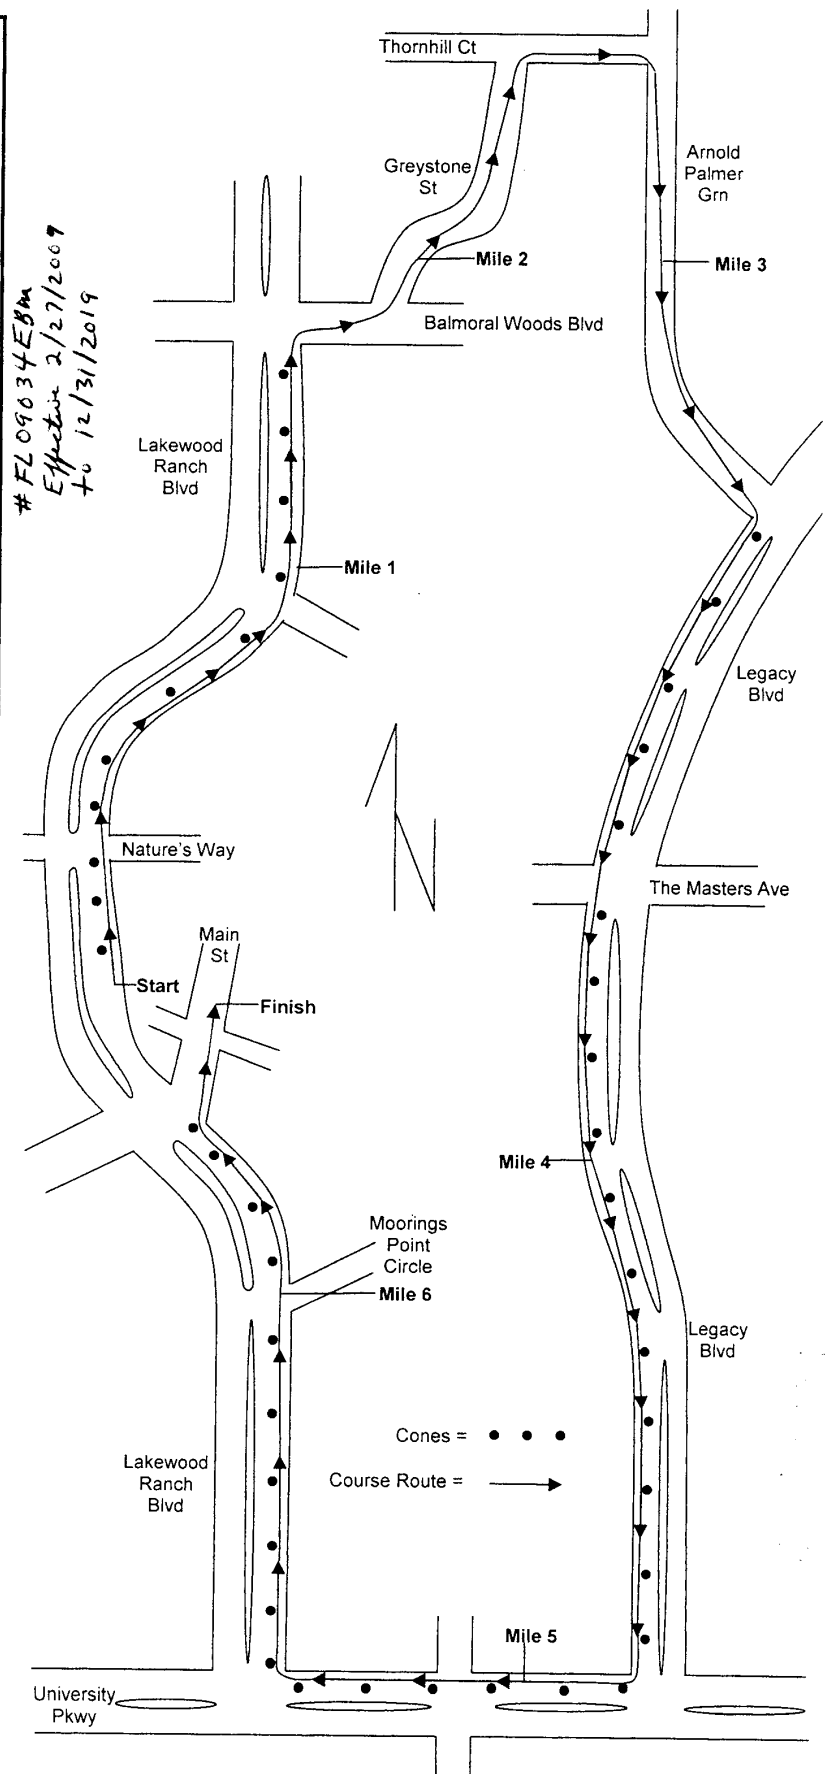 Thornhill Ct
Arnold
Palmer
Grn
Greystone
St
Mile 2
Mile 3
Balmoral Woods Blvd
#FL09034EBM
Effective 2/27/2009
to 12/31/2019
Lakewood
Ranch
Blvd
Mile 1
Legacy
Blvd
Nature's Way
The Masters Ave
Main
St
Start
Finish
N
Mile 4
Moorings
Point
Circle
Mile 6
Legacy
Blvd
Cones =
Course Route =
Lakewood
Ranch
Blvd
Mile 5
University
Pkwy